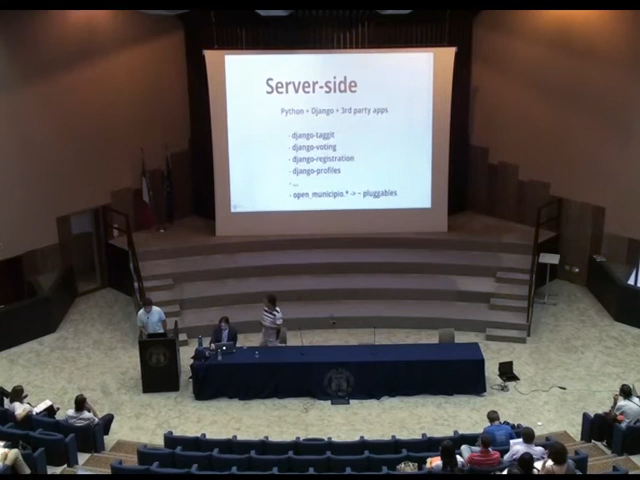 Server-side
Python + Django + 3rd party apps
- django-taggit
- django-voting
- django-registration
- django-profiles
- ...
- open_municipio.* -> ~ pluggables